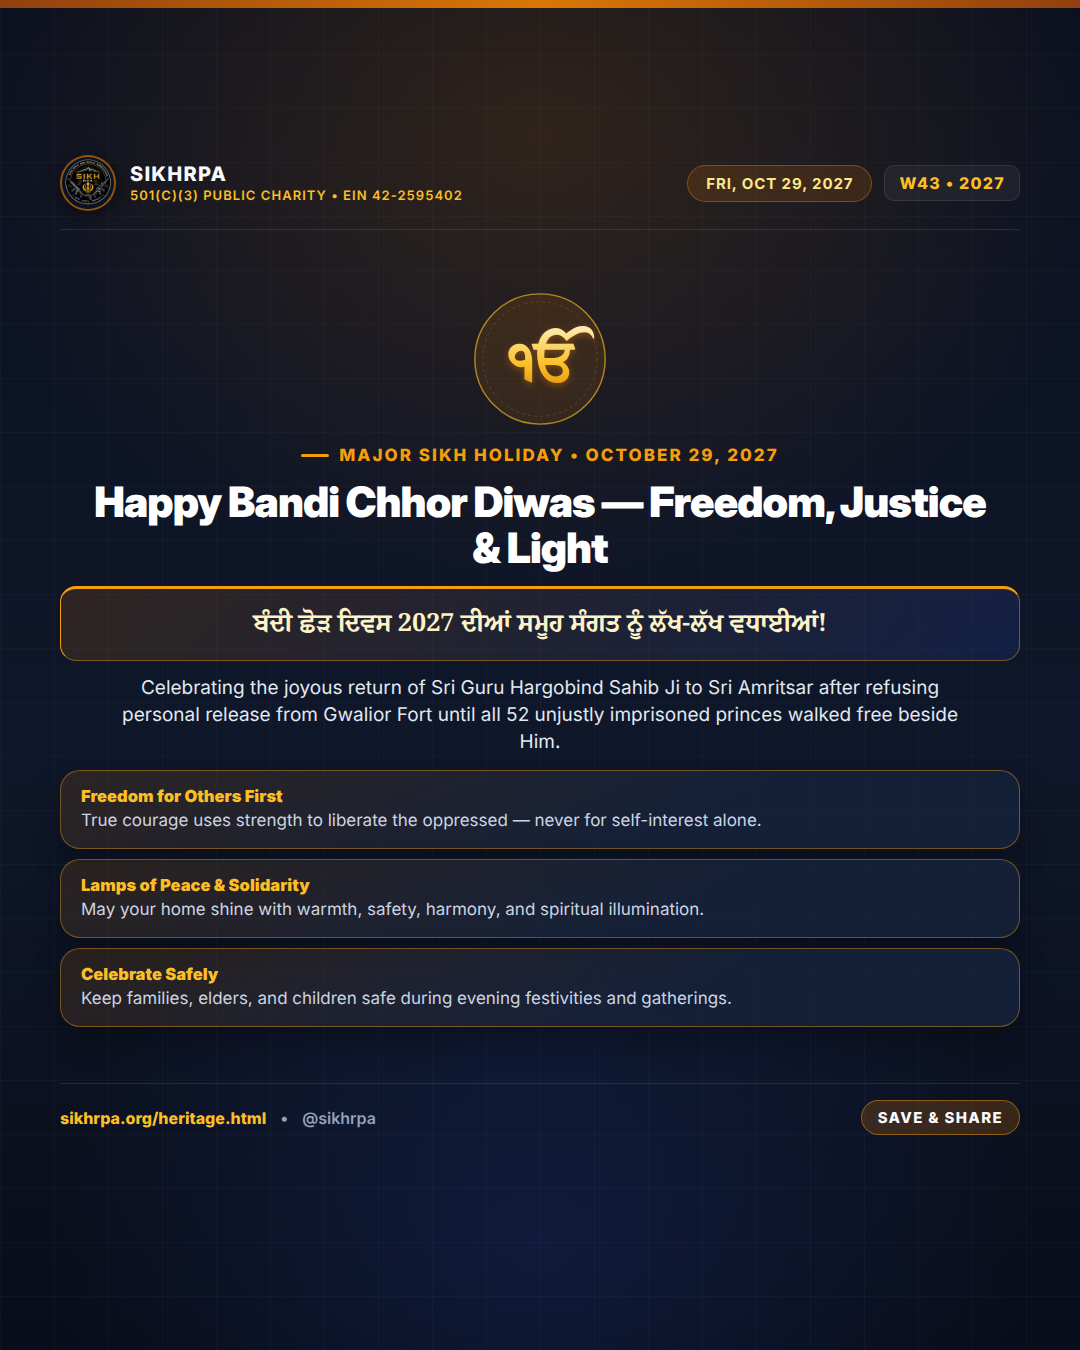 SIKH
SIKHRPA
501(C)(3) PUBLIC CHARITY • EIN 42-2595402
FRI, OCT 29, 2027
W43 • 2027
ੴ
MAJOR SIKH HOLIDAY • OCTOBER 29, 2027
Happy Bandi Chhor Diwas — Freedom, Justice
& Light
ਬੰਦੀ ਛੋੜ ਦਿਵਸ 2027 ਦੀਆਂ ਸਮੂਹ ਸੰਗਤ ਨੂੰ ਲੱਖ-ਲੱਖ ਵਧਾਈਆਂ!
Celebrating the joyous return of Sri Guru Hargobind Sahib Ji to Sri Amritsar after refusing
personal release from Gwalior Fort until all 52 unjustly imprisoned princes walked free beside
Him.
Freedom for Others First
True courage uses strength to liberate the oppressed — never for self-interest alone.
Lamps of Peace & Solidarity
May your home shine with warmth, safety, harmony, and spiritual illumination.
Celebrate Safely
Keep families, elders, and children safe during evening festivities and gatherings.
sikhrpa.org/heritage.html • @sikhrpa
SAVE & SHARE